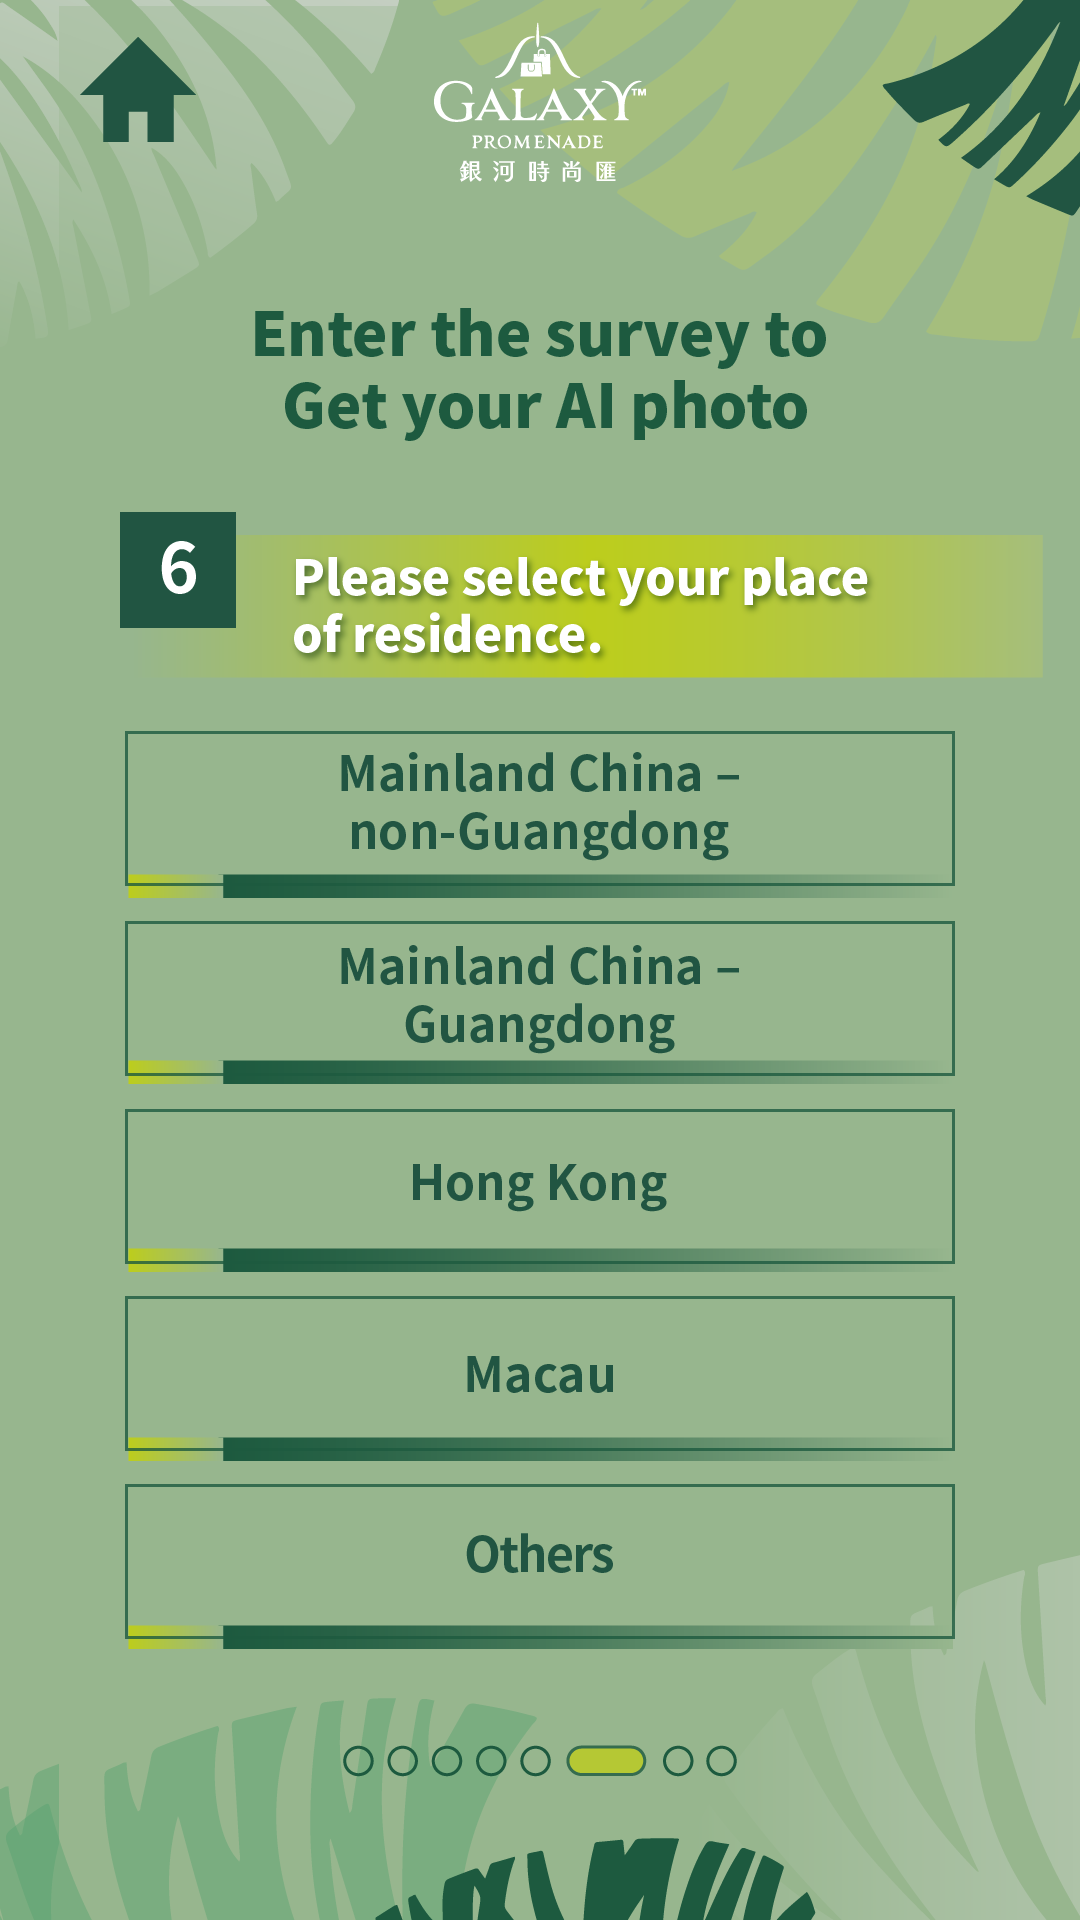 GALAXY™
PROMENADE
銀河時尚匯
Enter the survey to
Get your AI photo
6
Please select your place
of residence.
Mainland China –
non-Guangdong
Mainland China –
Guangdong
Hong Kong
Macau
Others